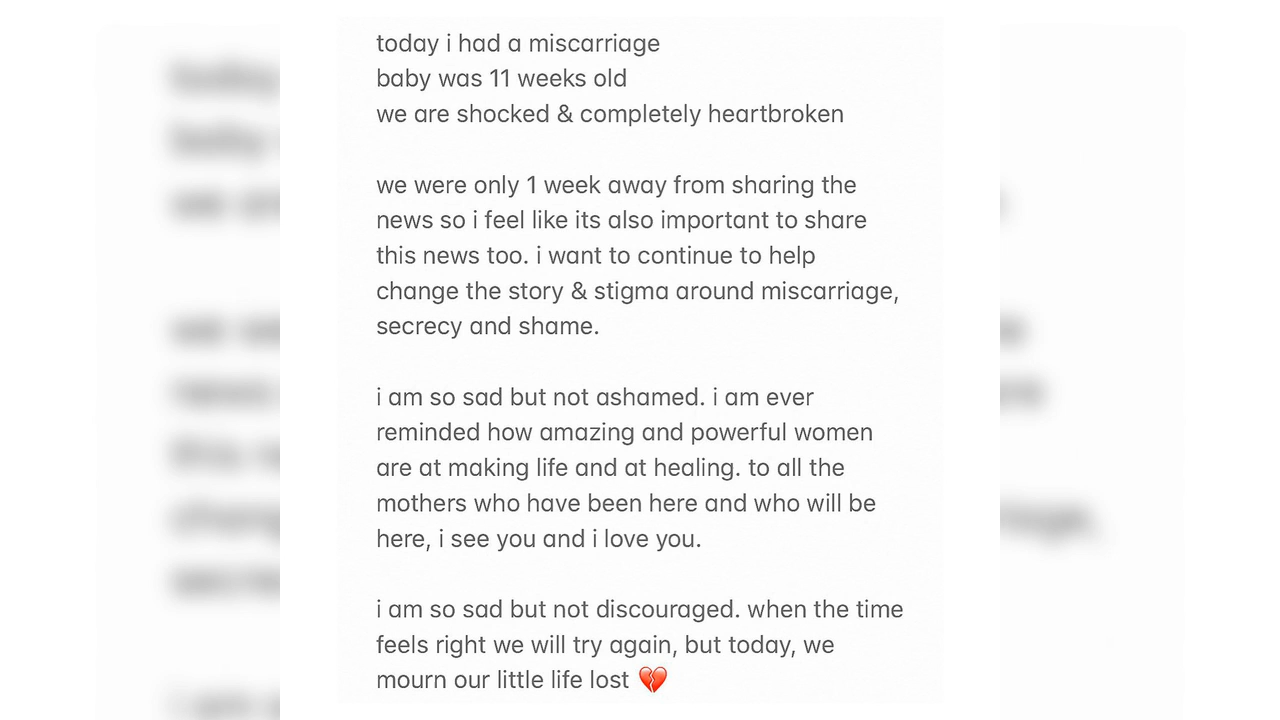 today i had a miscarriage
baby was 11 weeks old
we are shocked & completely heartbroken
we were only 1 week away from sharing the
news so i feel like its also important to share
this news too. i want to continue to help
change the story & stigma around miscarriage,
secrecy and shame.
i am so sad but not ashamed. i am ever
reminded how amazing and powerful women
are at making life and at healing. to all the
mothers who have been here and who will be
here, i see you and i love you.
i am so sad but not discouraged. when the time
feels right we will try again, but today, we
mourn our little life lost 💔